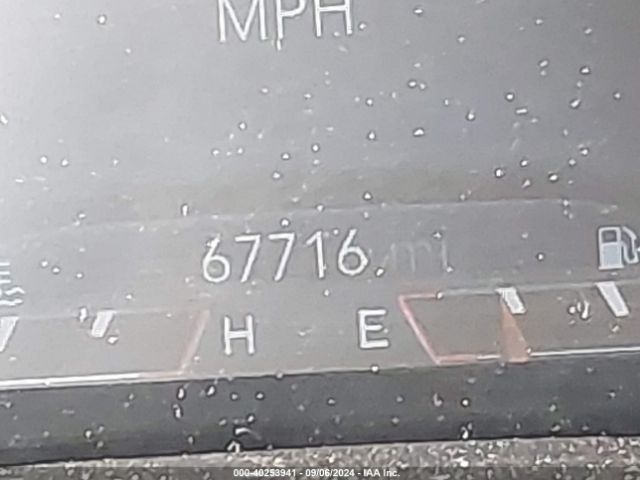 MPH
67716 mi
H E
000-40253941 - 09/06/2024 - IAA Inc.